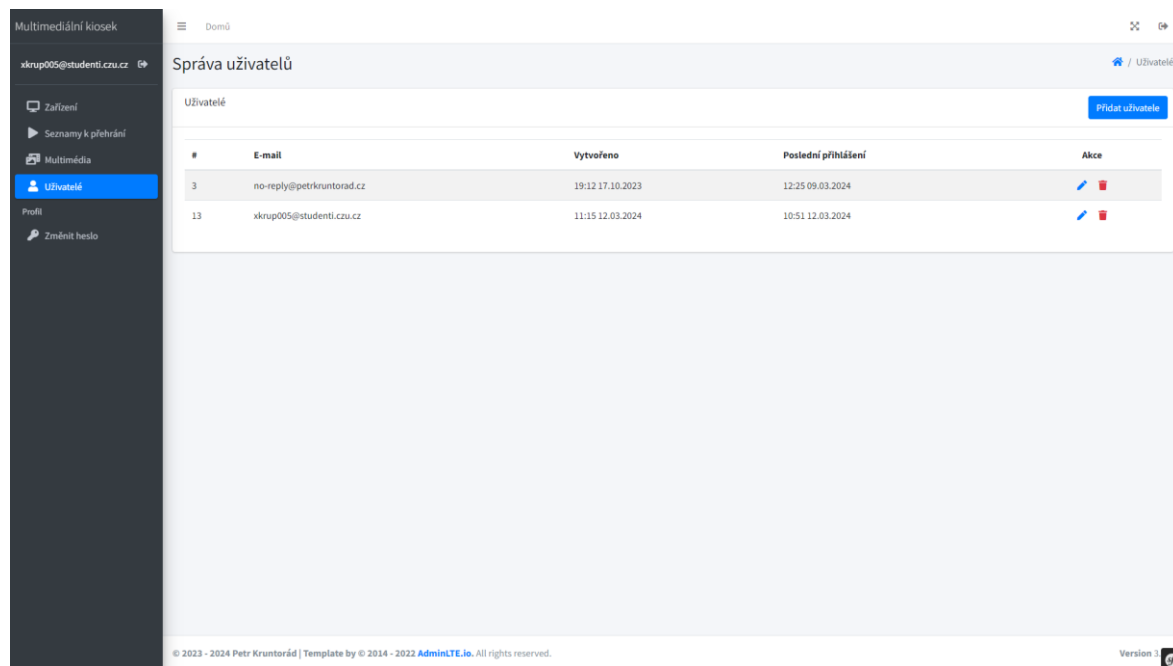 Multimediální kiosek
xkrup005@studenti.czu.cz
Zařízení
Seznamy k přehrání
Multimédia
Uživatelé
Profil
Změnit heslo
Domů
Správa uživatelů
/ Uživatelé
Uživatelé
Přidat uživatele
# E-mail Vytvořeno Poslední přihlášení Akce
3 no-reply@petrkruntorad.cz 19:12 17.10.2023 12:25 09.03.2024
13 xkrup005@studenti.czu.cz 11:15 12.03.2024 10:51 12.03.2024
© 2023 - 2024 Petr Kruntorád | Template by © 2014 - 2022 AdminLTE.io. All rights reserved.
Version 3.